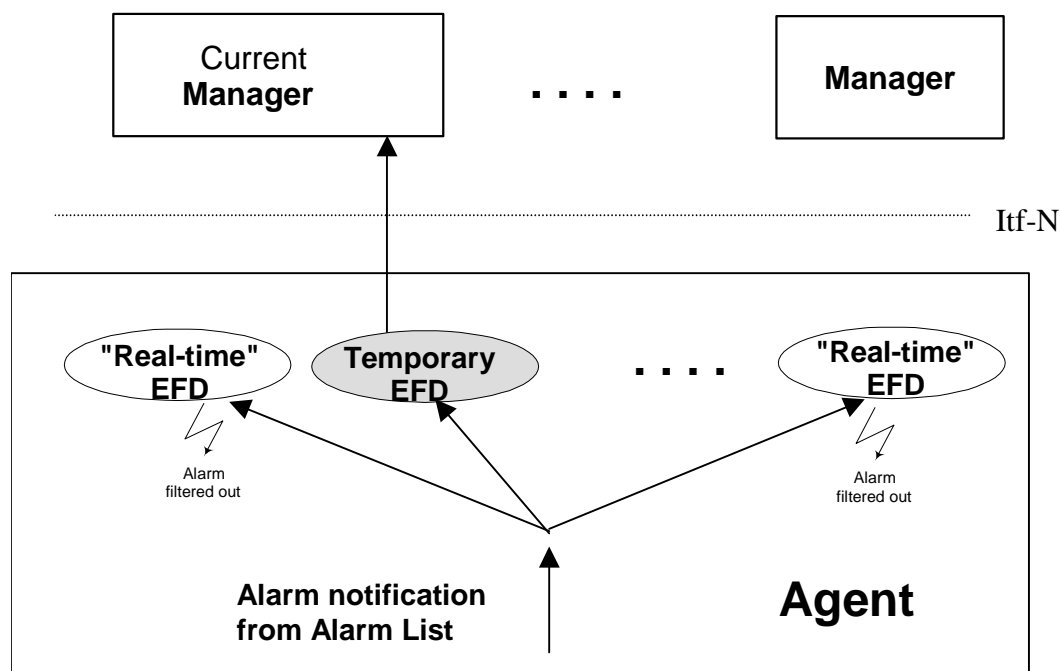 Current
Manager
. . . .
Manager
Itf-N
"Real-time"
EFD
Temporary
EFD
. . . .
"Real-time"
EFD
Alarm
filtered out
Alarm
filtered out
Alarm notification
from Alarm List
Agent